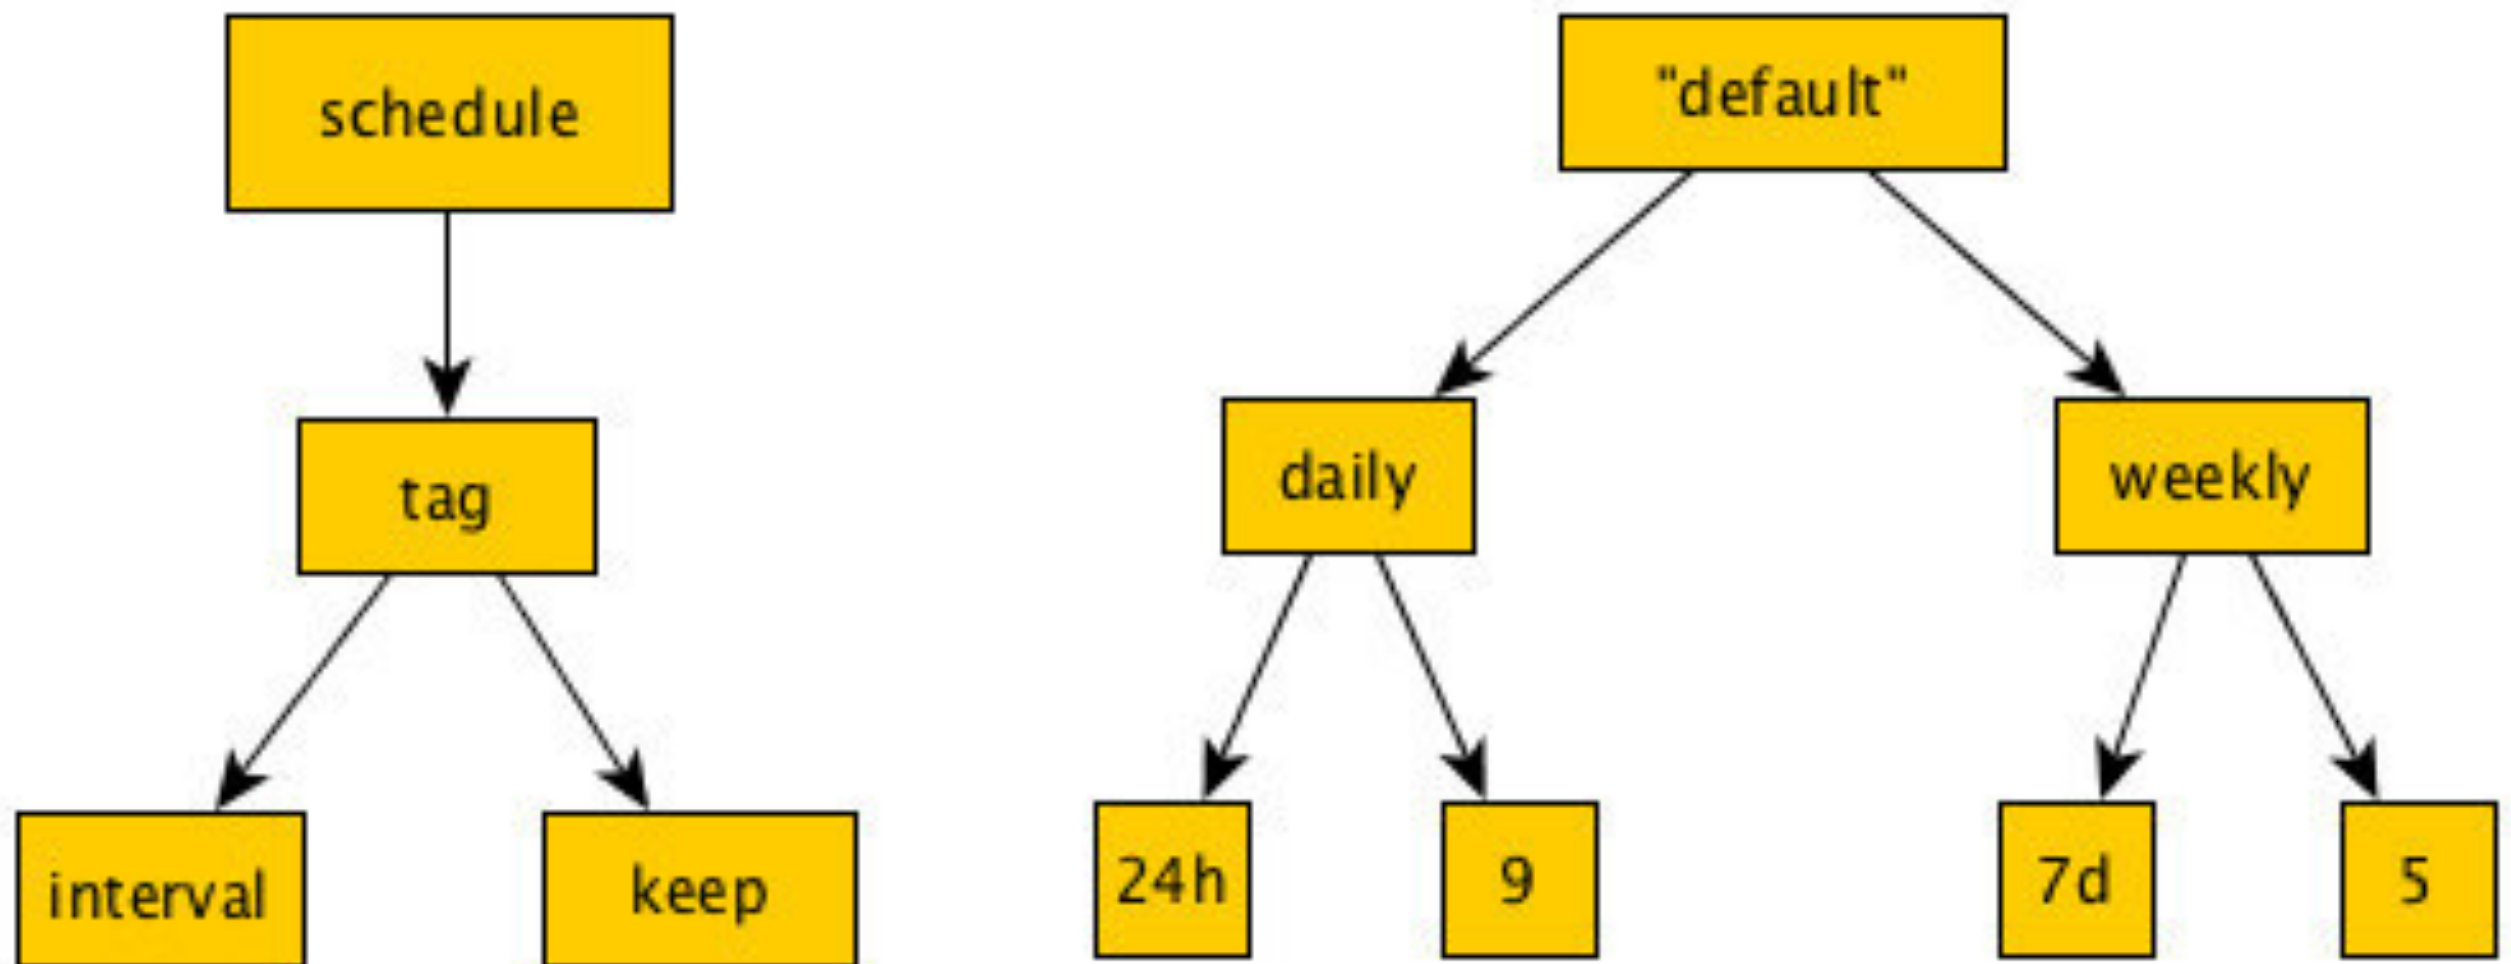 schedule
"default"
tag
daily
weekly
interval
keep
24h
9
7d
5